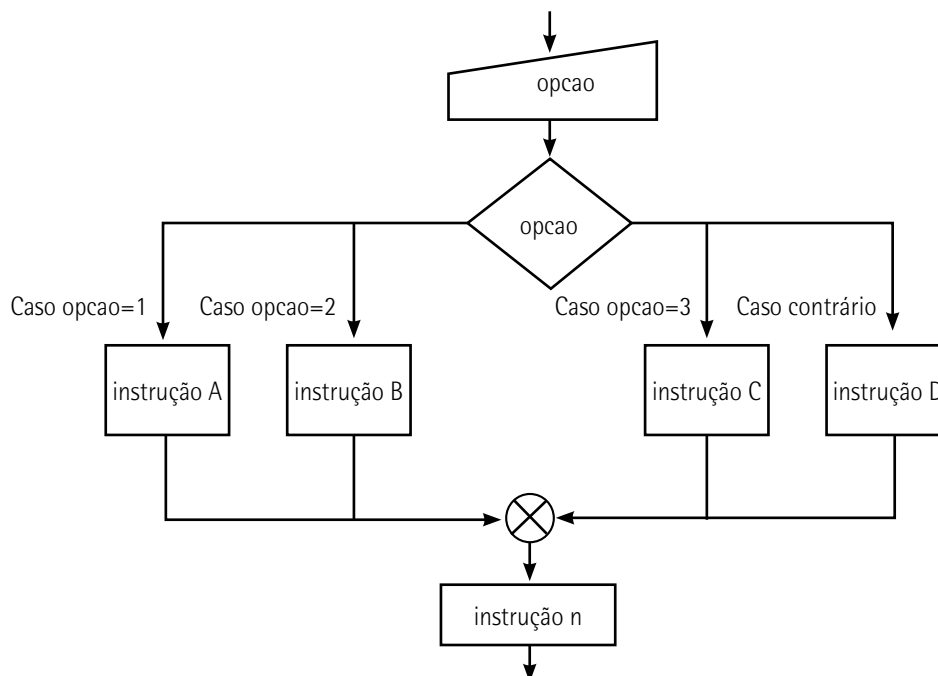 opcao
opcao
Caso opcao=1
Caso opcao=2
Caso opcao=3
Caso contrário
instrução A
instrução B
instrução C
instrução D
instrução n